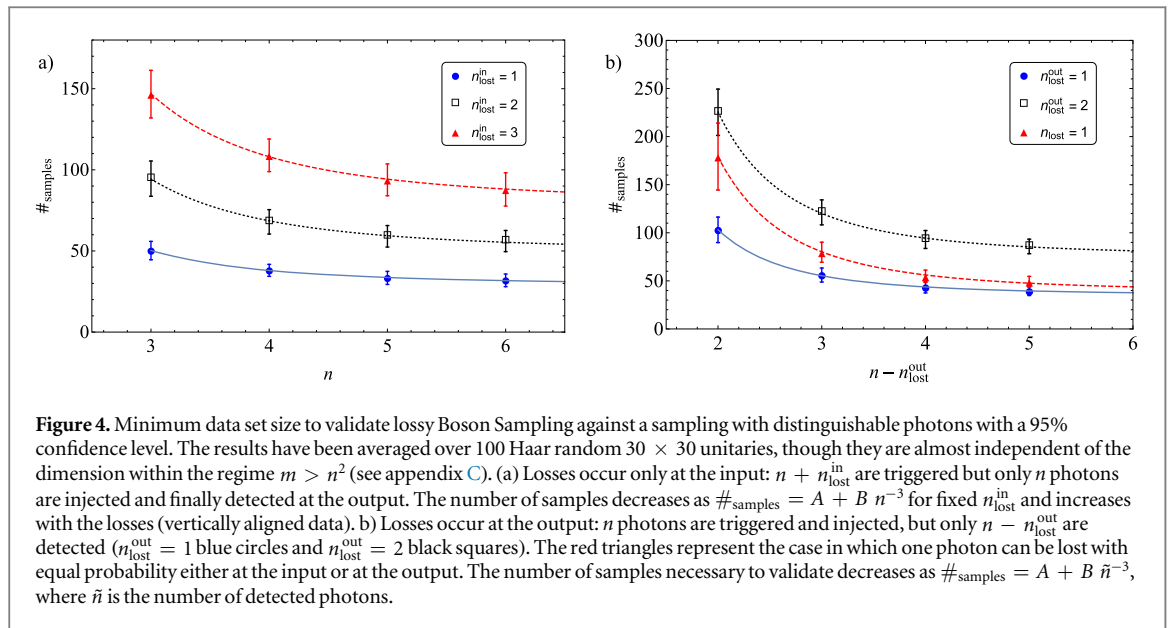 a)
n_lost^in = 1
n_lost^in = 2
n_lost^in = 3
150
100
50
0
#samples
3 4 5 6
n
b)
n_lost^out = 1
n_lost^out = 2
n_lost = 1
300
250
200
150
100
50
0
#samples
2 3 4 5 6
n − n_lost^out
Figure 4. Minimum data set size to validate lossy Boson Sampling against a sampling with distinguishable photons with a 95%
confidence level. The results have been averaged over 100 Haar random 30 × 30 unitaries, though they are almost independent of the
dimension within the regime m > n² (see appendix C). (a) Losses occur only at the input: n + n_lost^in are triggered but only n photons
are injected and finally detected at the output. The number of samples decreases as #samples = A + B n⁻³ for fixed n_lost^in and increases
with the losses (vertically aligned data). b) Losses occur at the output: n photons are triggered and injected, but only n − n_lost^out are
detected (n_lost^out = 1 blue circles and n_lost^out = 2 black squares). The red triangles represent the case in which one photon can be lost with
equal probability either at the input or at the output. The number of samples necessary to validate decreases as #samples = A + B ñ⁻³,
where ñ is the number of detected photons.